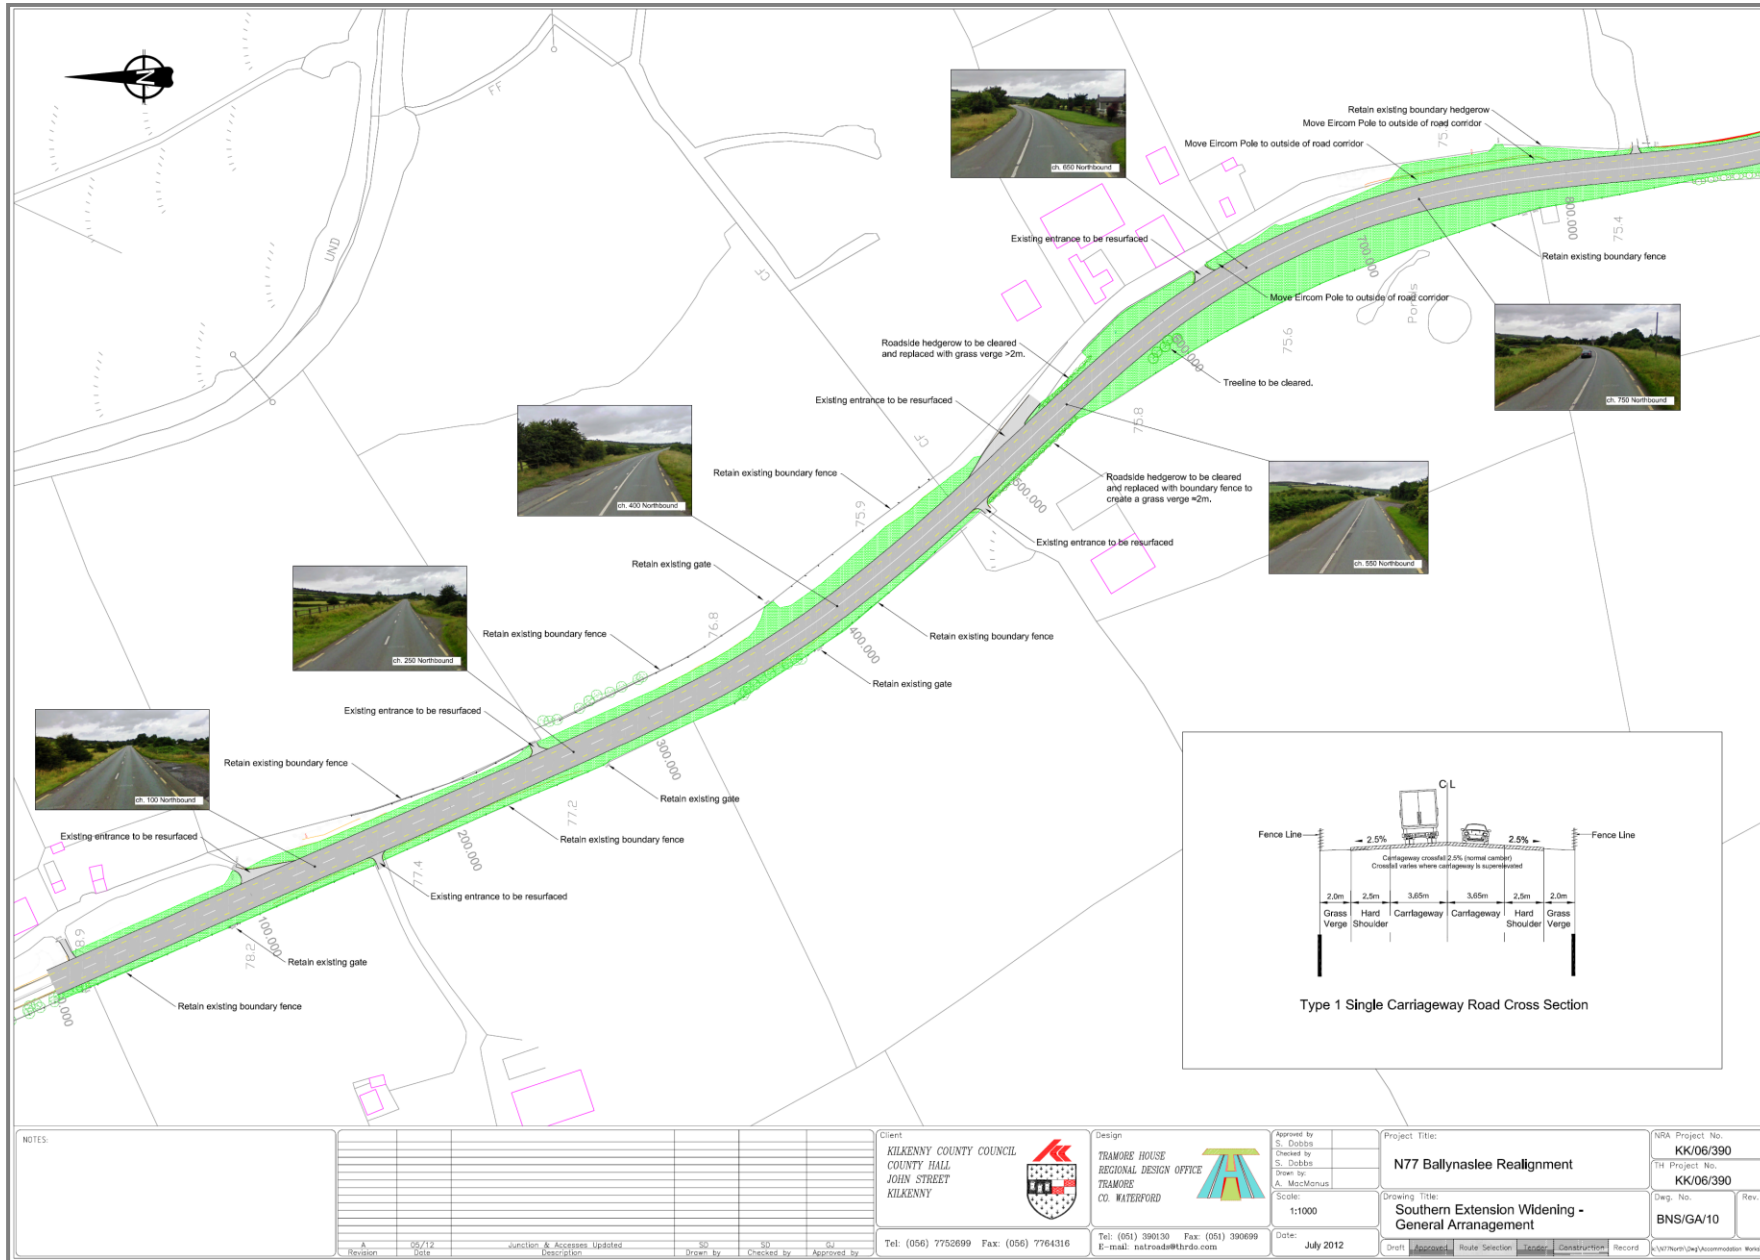 N
FF
UND
CF
CF
ch. 650 Northbound
Retain existing boundary hedgerow
Move Eircom Pole to outside of road corridor
Move Eircom Pole to outside of road corridor
Existing entrance to be resurfaced
Move Eircom Pole to outside of road corridor
Retain existing boundary fence
800.000
75.4
700.000
Ponds
75.6
ch. 750 Northbound
Roadside hedgerow to be cleared
and replaced with grass verge >2m.
600.000
Treeline to be cleared.
Existing entrance to be resurfaced
75.8
ch. 400 Northbound
Retain existing boundary fence
75.9
500.000
Roadside hedgerow to be cleared
and replaced with boundary fence to
create a grass verge =2m.
ch. 550 Northbound
Existing entrance to be resurfaced
Retain existing gate
ch. 250 Northbound
Retain existing boundary fence
76.8
400.000
Retain existing boundary fence
Retain existing gate
Existing entrance to be resurfaced
300.000
ch. 100 Northbound
Retain existing boundary fence
Retain existing gate
77.2
Retain existing boundary fence
Existing entrance to be resurfaced
200.000
77.4
Existing entrance to be resurfaced
100.000
78.2
78.9
Retain existing gate
Retain existing boundary fence
C L
Fence Line
2.5%
2.5%
Fence Line
Carriageway crossfall 2.5% (normal camber)
Crossfall varies where carriageway is superelevated
2.0m 2.5m 3.65m 3.65m 2.5m 2.0m
Grass Verge
Hard Shoulder
Carriageway
Carriageway
Hard Shoulder
Grass Verge
Type 1 Single Carriageway Road Cross Section
NOTES:
A 05/12 Junction & Accesses Updated SD SD GJ
Revision Date Description Drawn by Checked by Approved by
Client
KILKENNY COUNTY COUNCIL
COUNTY HALL
JOHN STREET
KILKENNY
Tel: (056) 7752699 Fax: (056) 7764316
Design
TRAMORE HOUSE
REGIONAL DESIGN OFFICE
TRAMORE
CO. WATERFORD
Tel: (051) 390130 Fax: (051) 390699
E-mail: natroads@thrdo.com
Approved by
S. Dobbs
Checked by
S. Dobbs
Drawn by:
A. MacManus
Scale:
1:1000
Date:
July 2012
Project Title:
N77 Ballynaslee Realignment
Drawing Title:
Southern Extension Widening -
General Arranagement
Draft Approval Route Selection Tender Construction Record
NRA Project No.
KK/06/390
TH Project No.
KK/06/390
Dwg. No.
BNS/GA/10
Rev.